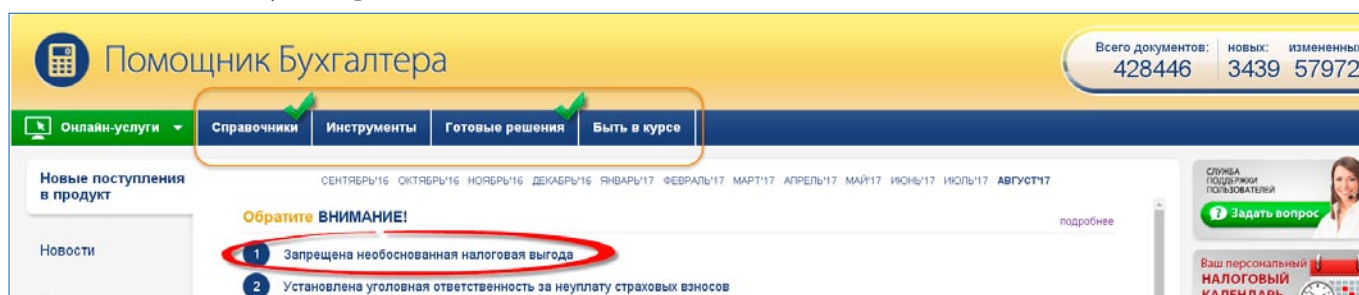 Помощник Бухгалтера
Всего документов: новых: измененных
428446 3439 57972
Онлайн-услуги
Справочники Инструменты Готовые решения Быть в курсе
Новые поступления
в продукт
СЕНТЯБРЬ'16 ОКТЯБРЬ'16 НОЯБРЬ'16 ДЕКАБРЬ'16 ЯНВАРЬ'17 ФЕВРАЛЬ'17 МАРТ'17 АПРЕЛЬ'17 МАЙ'17 ИЮНЬ'17 ИЮЛЬ'17 АВГУСТ'17
Обратите ВНИМАНИЕ!
подробнее
Новости
1 Запрещена необоснованная налоговая выгода
2 Установлена уголовная ответственность за неуплату страховых взносов
СЛУЖБА
ПОДДЕРЖКИ
ПОЛЬЗОВАТЕЛЕЙ
? Задать вопрос
Ваш персональный
НАЛОГОВЫЙ
КАЛЕНДАРЬ